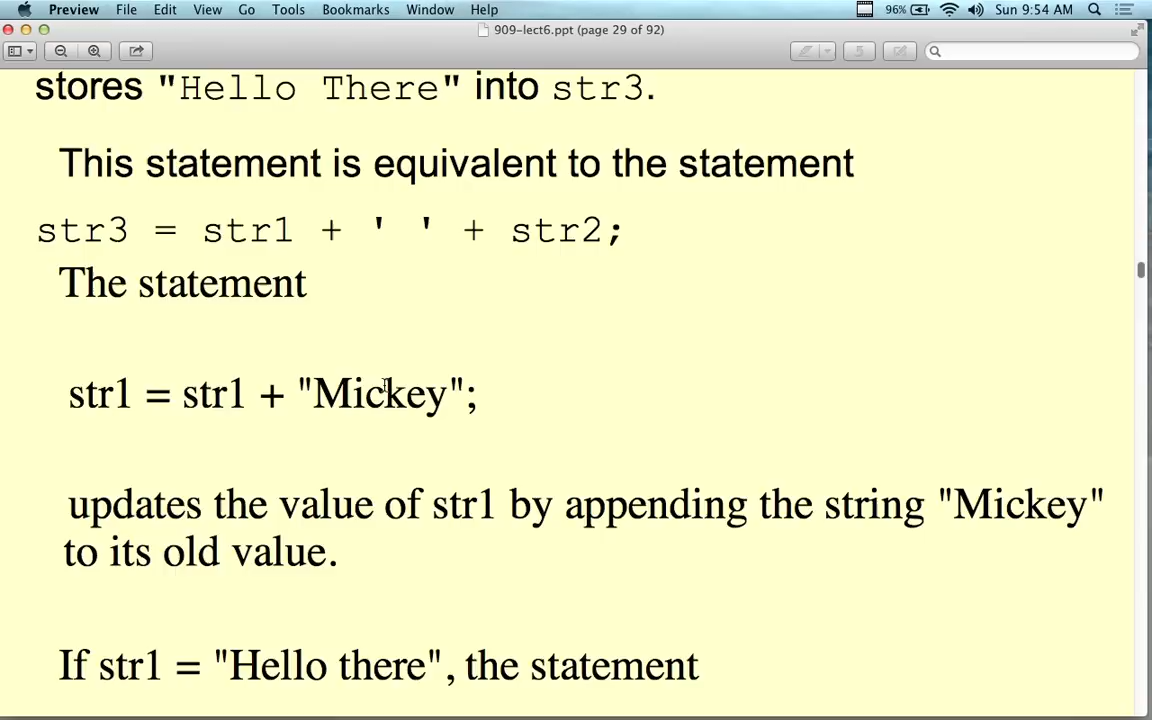 Preview File Edit View Go Tools Bookmarks Window Help 96% Sun 9:54 AM
909-lect6.ppt (page 29 of 92)
stores "Hello There" into str3.
This statement is equivalent to the statement
str3 = str1 + ' ' + str2;
The statement
str1 = str1 + "Mickey";
updates the value of str1 by appending the string "Mickey"
to its old value.
If str1 = "Hello there", the statement